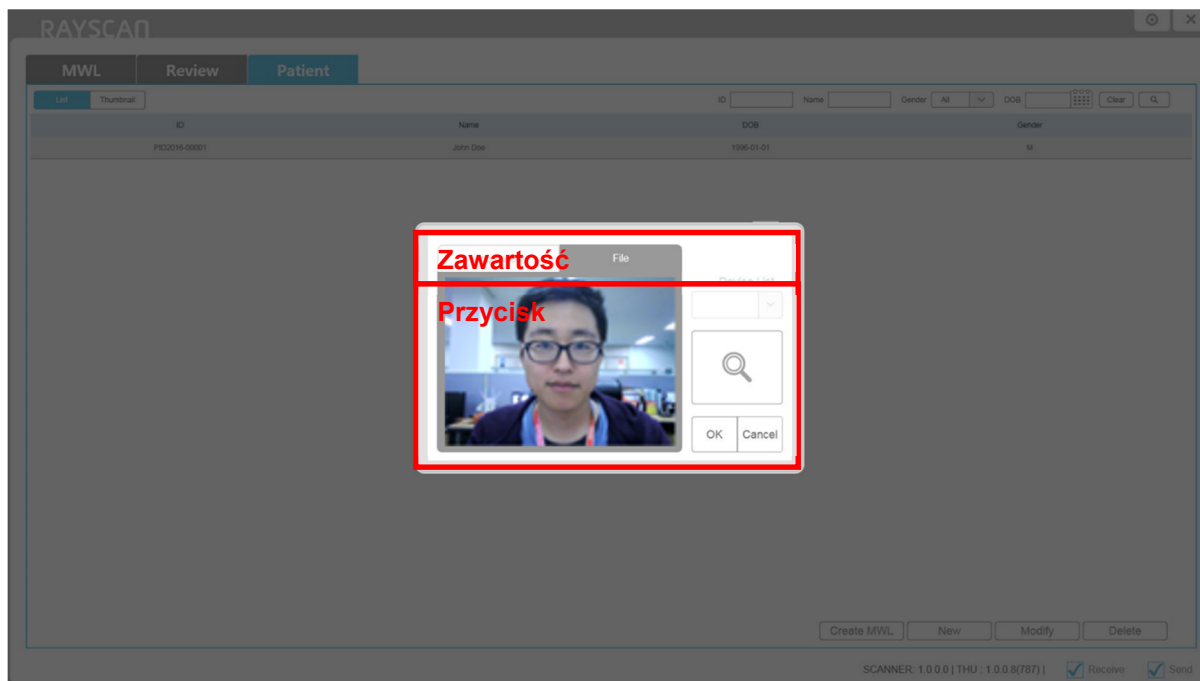 RAYSCAN
MWL Review Patient
List Thumbnail ID Name Gender All DOB Clear
ID Name DOB Gender
PID2016-00001 John Doe 1996-01-01 M
Zawartość File
Device List
Przycisk
OK Cancel
Create MWL New Modify Delete
SCANNER: 1.0.0.0 | THU : 1.0.0.8(787) | Receive Send